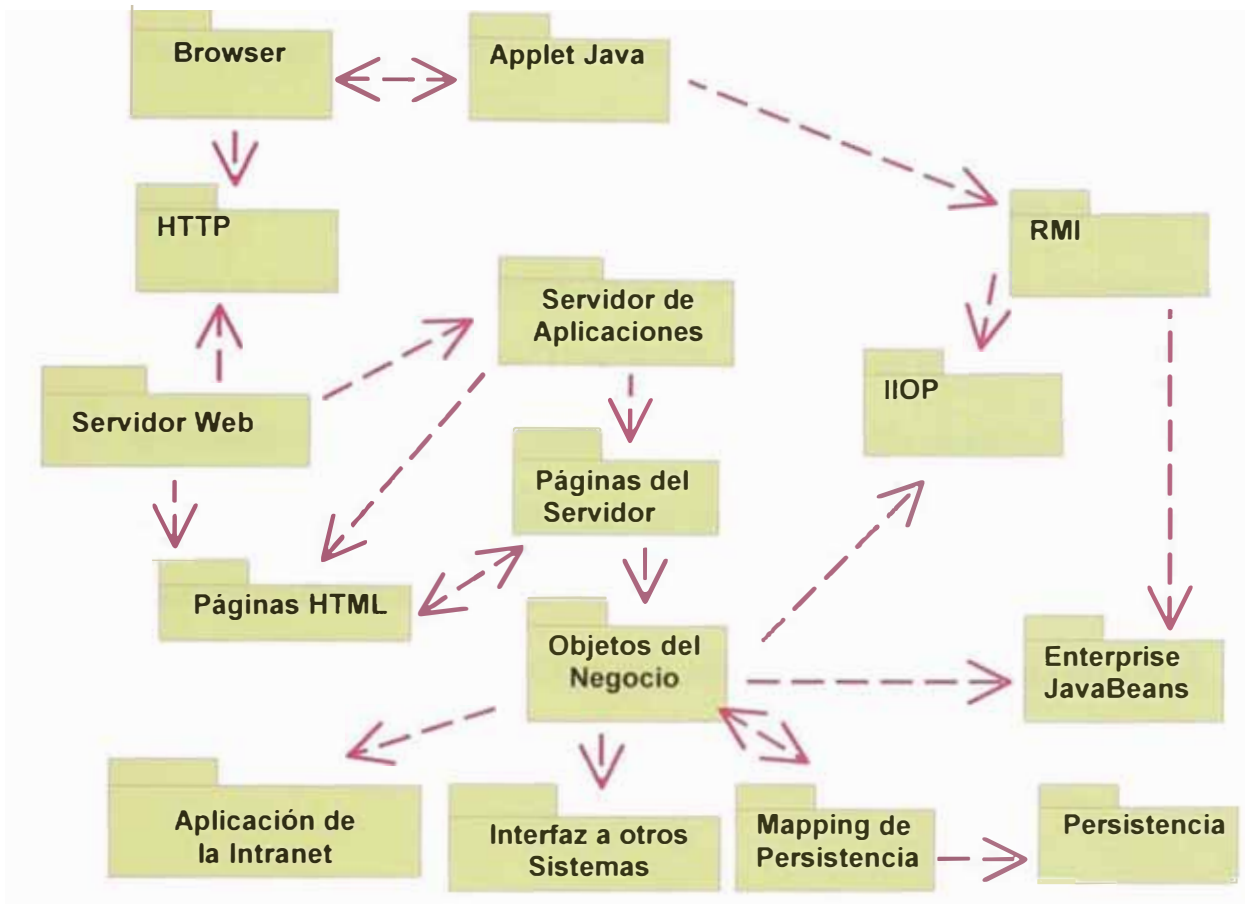 Browser
Applet Java
HTTP
RMI
Servidor de
Aplicaciones
IIOP
Servidor Web
Páginas del
Servidor
Páginas HTML
Objetos del
Negocio
Enterprise
JavaBeans
Aplicación de
la Intranet
Interfaz a otros
Sistemas
Mapping de
Persistencia
Persistencia